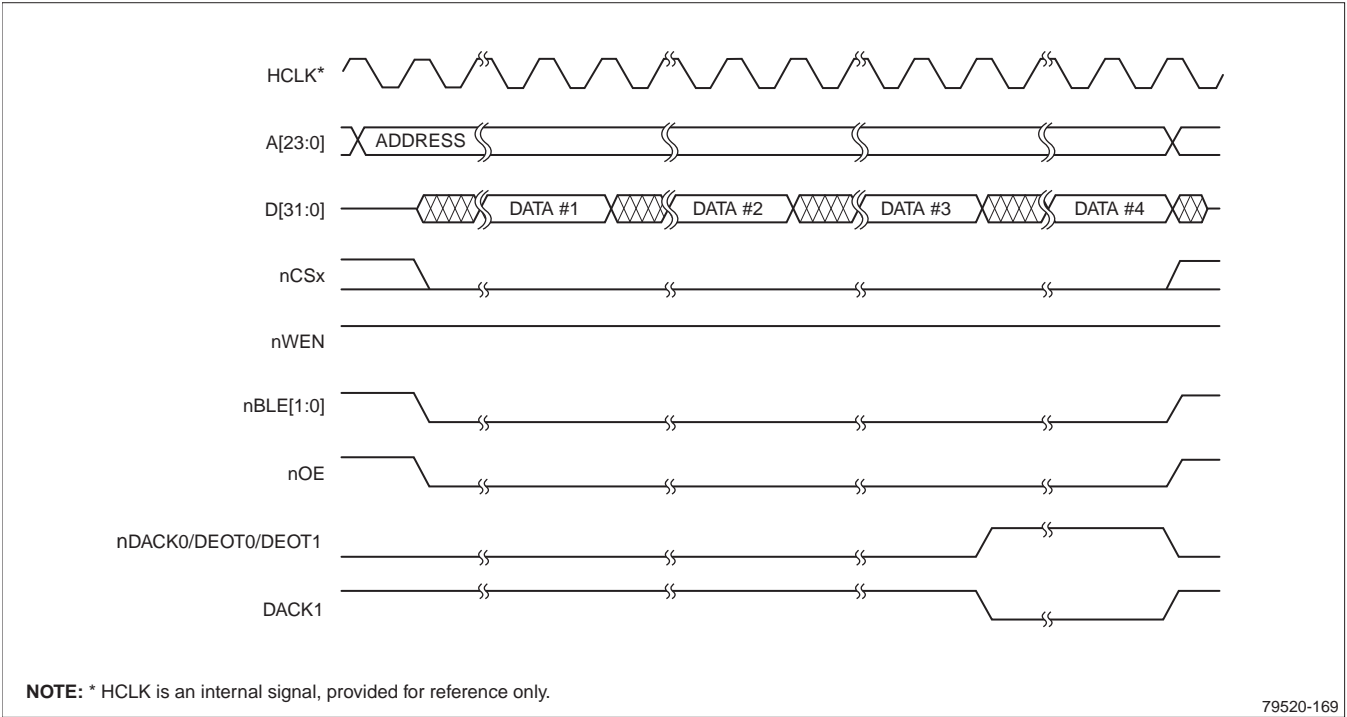 HCLK*
A[23:0]
ADDRESS
D[31:0]
DATA #1
DATA #2
DATA #3
DATA #4
nCSx
nWEN
nBLE[1:0]
nOE
nDACK0/DEOT0/DEOT1
DACK1
NOTE: * HCLK is an internal signal, provided for reference only.
79520-169